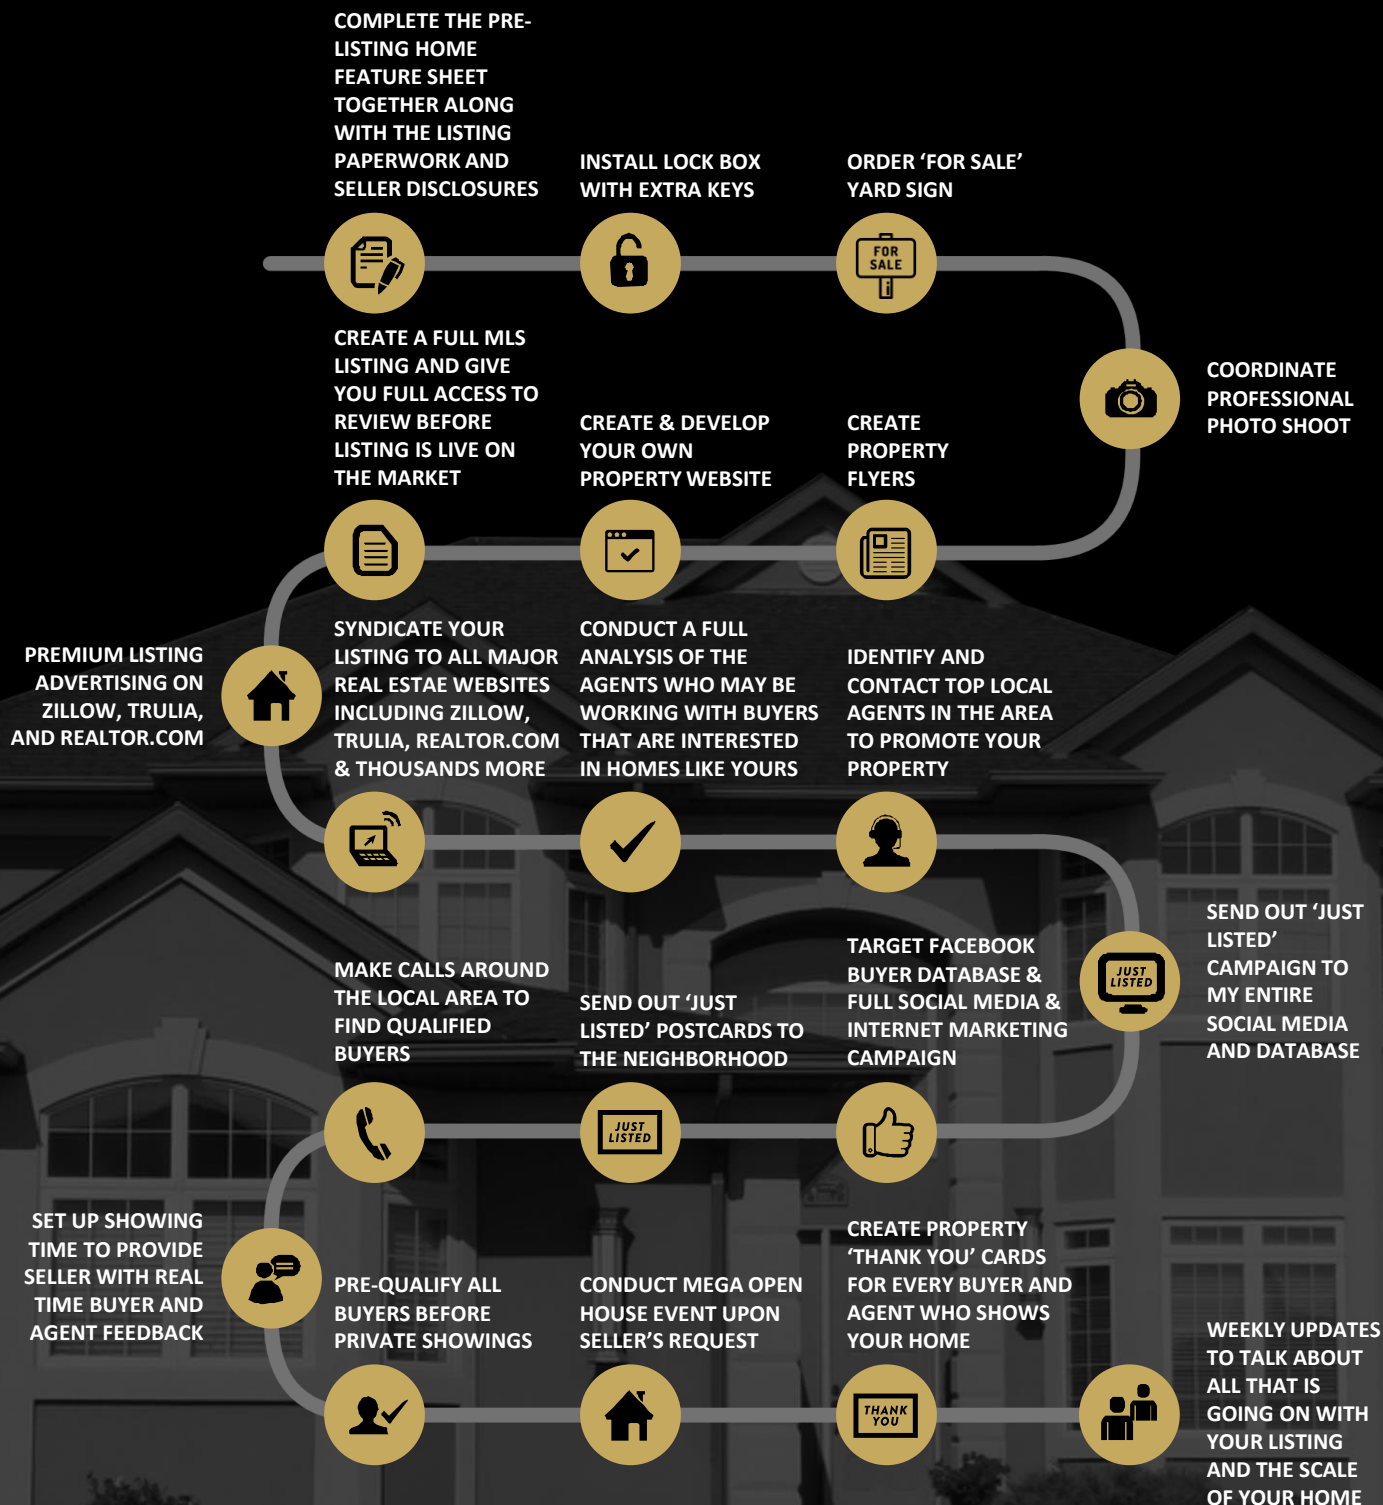 COMPLETE THE PRE-
LISTING HOME
FEATURE SHEET
TOGETHER ALONG
WITH THE LISTING
PAPERWORK AND
SELLER DISCLOSURES
INSTALL LOCK BOX
WITH EXTRA KEYS
ORDER ‘FOR SALE’
YARD SIGN
FOR
SALE
COORDINATE
PROFESSIONAL
PHOTO SHOOT
CREATE
PROPERTY
FLYERS
CREATE & DEVELOP
YOUR OWN
PROPERTY WEBSITE
CREATE A FULL MLS
LISTING AND GIVE
YOU FULL ACCESS TO
REVIEW BEFORE
LISTING IS LIVE ON
THE MARKET
PREMIUM LISTING
ADVERTISING ON
ZILLOW, TRULIA,
AND REALTOR.COM
SYNDICATE YOUR
LISTING TO ALL MAJOR
REAL ESTAE WEBSITES
INCLUDING ZILLOW,
TRULIA, REALTOR.COM
& THOUSANDS MORE
CONDUCT A FULL
ANALYSIS OF THE
AGENTS WHO MAY BE
WORKING WITH BUYERS
THAT ARE INTERESTED
IN HOMES LIKE YOURS
IDENTIFY AND
CONTACT TOP LOCAL
AGENTS IN THE AREA
TO PROMOTE YOUR
PROPERTY
SEND OUT ‘JUST
LISTED’
CAMPAIGN TO
MY ENTIRE
SOCIAL MEDIA
AND DATABASE
JUST
LISTED
TARGET FACEBOOK
BUYER DATABASE &
FULL SOCIAL MEDIA &
INTERNET MARKETING
CAMPAIGN
SEND OUT ‘JUST
LISTED’ POSTCARDS TO
THE NEIGHBORHOOD
JUST
LISTED
MAKE CALLS AROUND
THE LOCAL AREA TO
FIND QUALIFIED
BUYERS
SET UP SHOWING
TIME TO PROVIDE
SELLER WITH REAL
TIME BUYER AND
AGENT FEEDBACK
PRE-QUALIFY ALL
BUYERS BEFORE
PRIVATE SHOWINGS
CONDUCT MEGA OPEN
HOUSE EVENT UPON
SELLER’S REQUEST
CREATE PROPERTY
‘THANK YOU’ CARDS
FOR EVERY BUYER AND
AGENT WHO SHOWS
YOUR HOME
THANK
YOU
WEEKLY UPDATES
TO TALK ABOUT
ALL THAT IS
GOING ON WITH
YOUR LISTING
AND THE SCALE
OF YOUR HOME